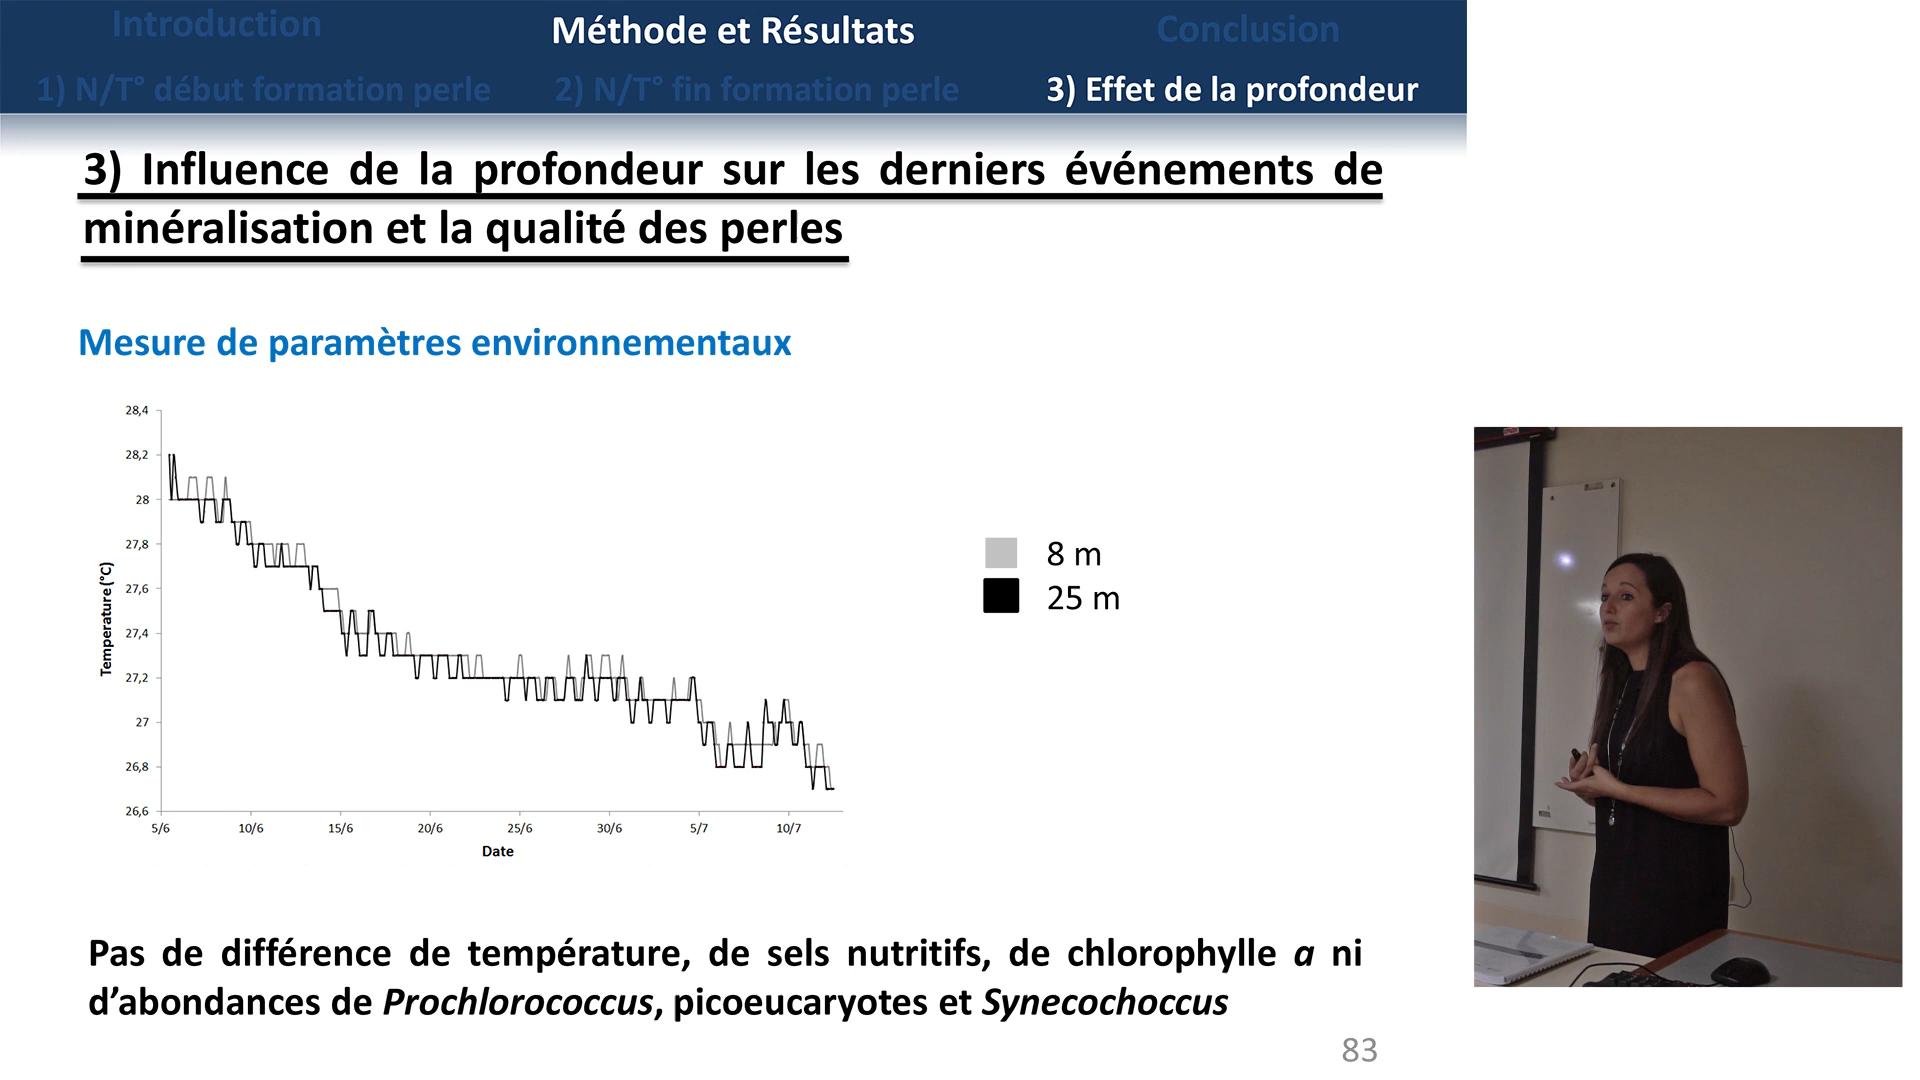 Introduction
Méthode et Résultats
Conclusion
1) N/T° début formation perle
2) N/T° fin formation perle
3) Effet de la profondeur
3) Influence de la profondeur sur les derniers événements de
minéralisation et la qualité des perles
Mesure de paramètres environnementaux
28,4
28,2
28
27,8
27,6
27,4
27,2
27
26,8
26,6
Temperature (°C)
5/6
10/6
15/6
20/6
25/6
30/6
5/7
10/7
Date
8 m
25 m
Pas de différence de température, de sels nutritifs, de chlorophylle a ni
d’abondances de Prochlorococcus, picoeucaryotes et Synecochoccus
83